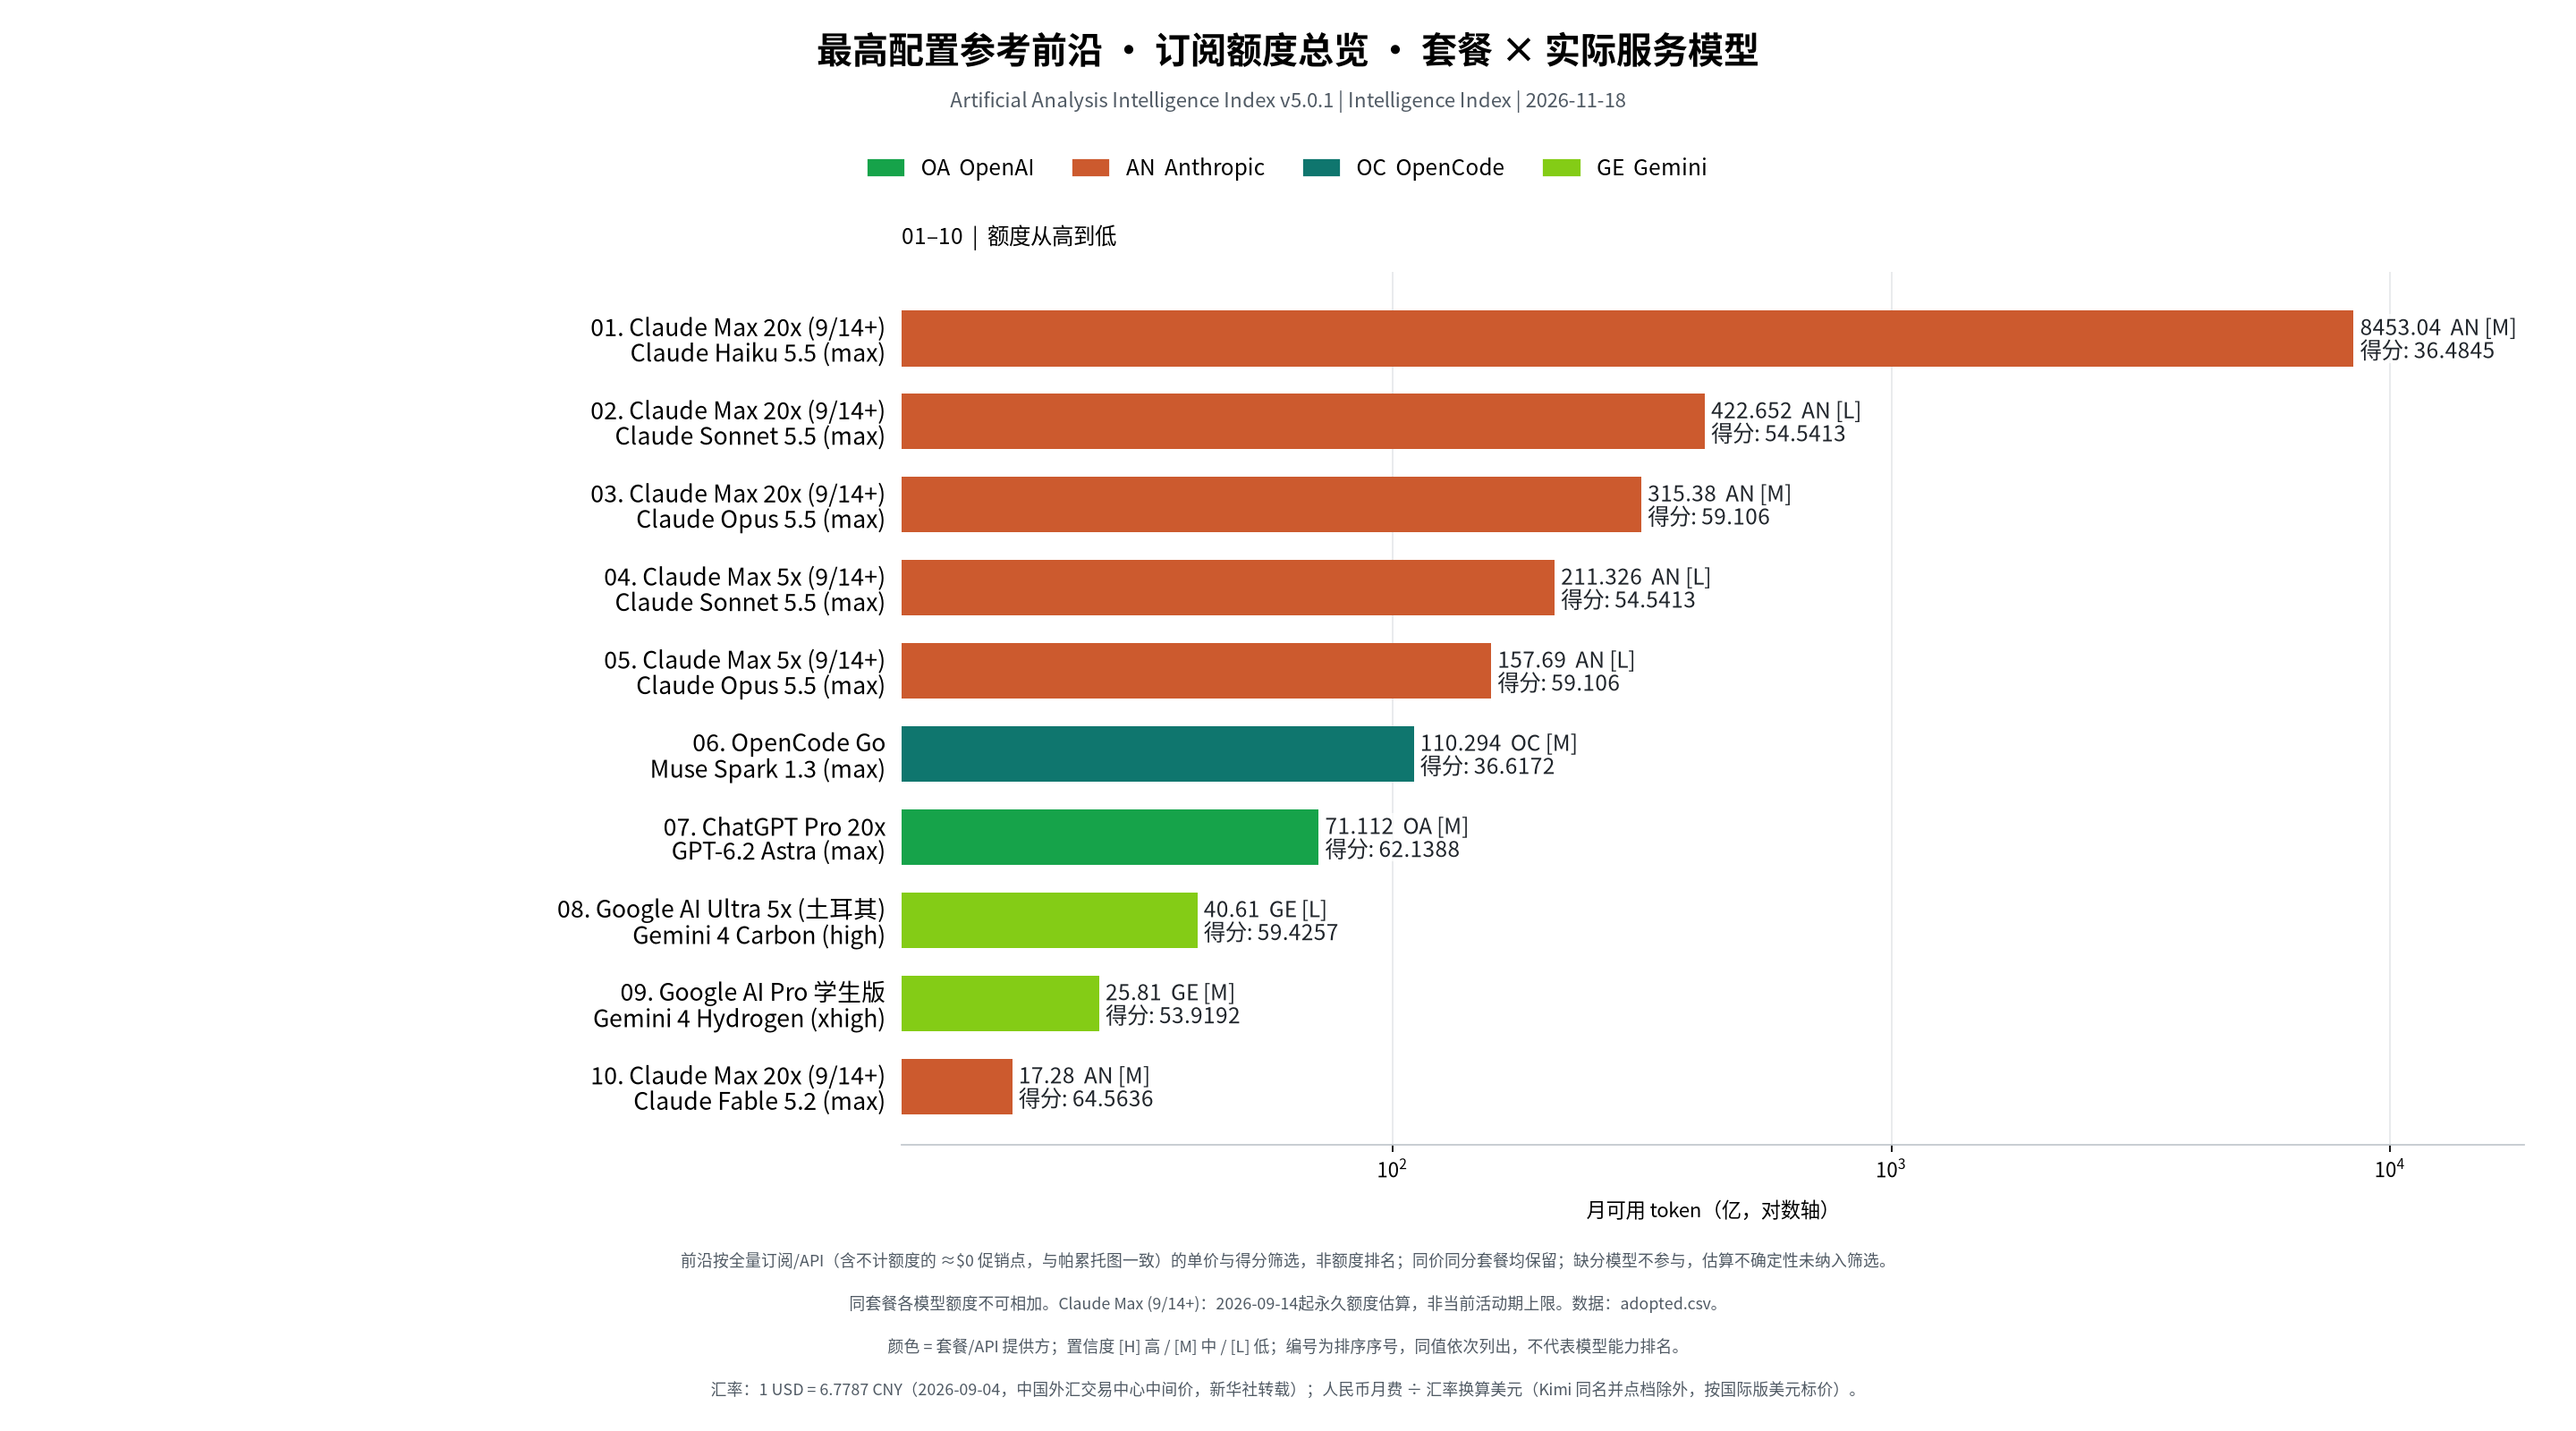 最高配置参考前沿 · 订阅额度总览 · 套餐 × 实际服务模型
Artificial Analysis Intelligence Index v5.0.1 | Intelligence Index | 2026-11-18
OA OpenAI
AN Anthropic
OC OpenCode
GE Gemini
01–10 | 额度从高到低
01. Claude Max 20x (9/14+)
Claude Haiku 5.5 (max)
8453.04 AN [M]
得分: 36.4845
02. Claude Max 20x (9/14+)
Claude Sonnet 5.5 (max)
422.652 AN [L]
得分: 54.5413
03. Claude Max 20x (9/14+)
Claude Opus 5.5 (max)
315.38 AN [M]
得分: 59.106
04. Claude Max 5x (9/14+)
Claude Sonnet 5.5 (max)
211.326 AN [L]
得分: 54.5413
05. Claude Max 5x (9/14+)
Claude Opus 5.5 (max)
157.69 AN [L]
得分: 59.106
06. OpenCode Go
Muse Spark 1.3 (max)
110.294 OC [M]
得分: 36.6172
07. ChatGPT Pro 20x
GPT-6.2 Astra (max)
71.112 OA [M]
得分: 62.1388
08. Google AI Ultra 5x (土耳其)
Gemini 4 Carbon (high)
40.61 GE [L]
得分: 59.4257
09. Google AI Pro 学生版
Gemini 4 Hydrogen (xhigh)
25.81 GE [M]
得分: 53.9192
10. Claude Max 20x (9/14+)
Claude Fable 5.2 (max)
17.28 AN [M]
得分: 64.5636
10² 10³ 10⁴
月可用 token（亿，对数轴）
前沿按全量订阅/API（含不计额度的 ≈$0 促销点，与帕累托图一致）的单价与得分筛选，非额度排名；同价同分套餐均保留；缺分模型不参与，估算不确定性未纳入筛选。
同套餐各模型额度不可相加。Claude Max (9/14+)：2026-09-14起永久额度估算，非当前活动期上限。数据：adopted.csv。
颜色 = 套餐/API 提供方；置信度 [H] 高 / [M] 中 / [L] 低；编号为排序序号，同值依次列出，不代表模型能力排名。
汇率：1 USD = 6.7787 CNY（2026-09-04，中国外汇交易中心中间价，新华社转载）；人民币月费 ÷ 汇率换算美元（Kimi 同名并点档除外，按国际版美元标价）。